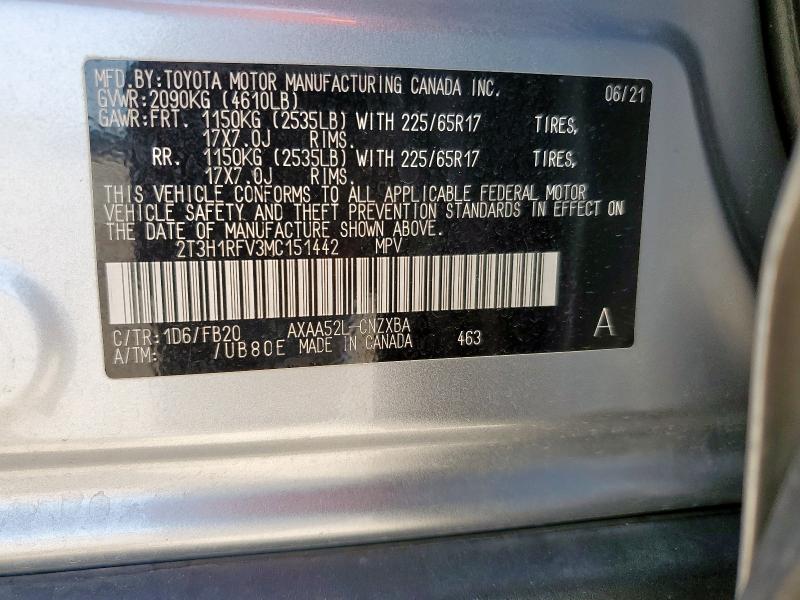 MFD.BY:TOYOTA MOTOR MANUFACTURING CANADA INC. 06/21
GVWR:2090KG (4610LB)
GAWR:FRT. 1150KG (2535LB) WITH 225/65R17 TIRES,
17X7.0J RIMS.
RR. 1150KG (2535LB) WITH 225/65R17 TIRES,
17X7.0J RIMS.
THIS VEHICLE CONFORMS TO ALL APPLICABLE FEDERAL MOTOR
VEHICLE SAFETY AND THEFT PREVENTION STANDARDS IN EFFECT ON
THE DATE OF MANUFACTURE SHOWN ABOVE.
2T3H1RFV3MC151442 MPV
C/TR:1D6/FB20 AXAA52L-CNZXBA A
A/TM: /UB80E MADE IN CANADA 463